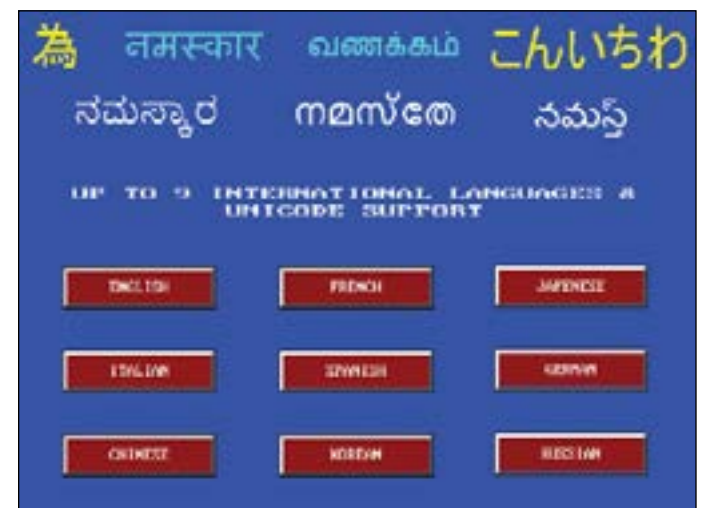 為 नमस्कार வணக்கம் こんいちわ
ನಮಸ್ಕಾರ നമസ്തേ నమస్తే
UP TO 9 INTERNATIONAL LANGUAGES &
UNICODE SUPPORT
ENGLISH FRENCH JAPENESE
ITALIAN SPANISH GERMAN
CHINESE KOREAN RUSSIAN